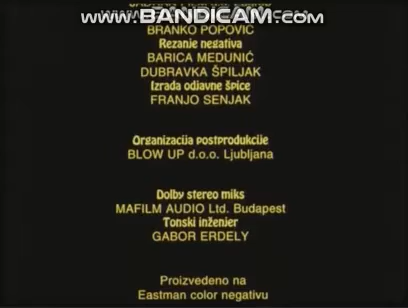 www.BANDICAM.com
BRANKO POPOVIĆ
Rezanje negativa
BARICA MEDUNIĆ
DUBRAVKA ŠPILJAK
Izrada odjavne špice
FRANJO SENJAK
Organizacija postprodukcije
BLOW UP d.o.o. Ljubljana
Dolby stereo miks
MAFILM AUDIO Ltd. Budapest
Tonski inženjer
GABOR ERDELY
Proizvedeno na
Eastman color negativu